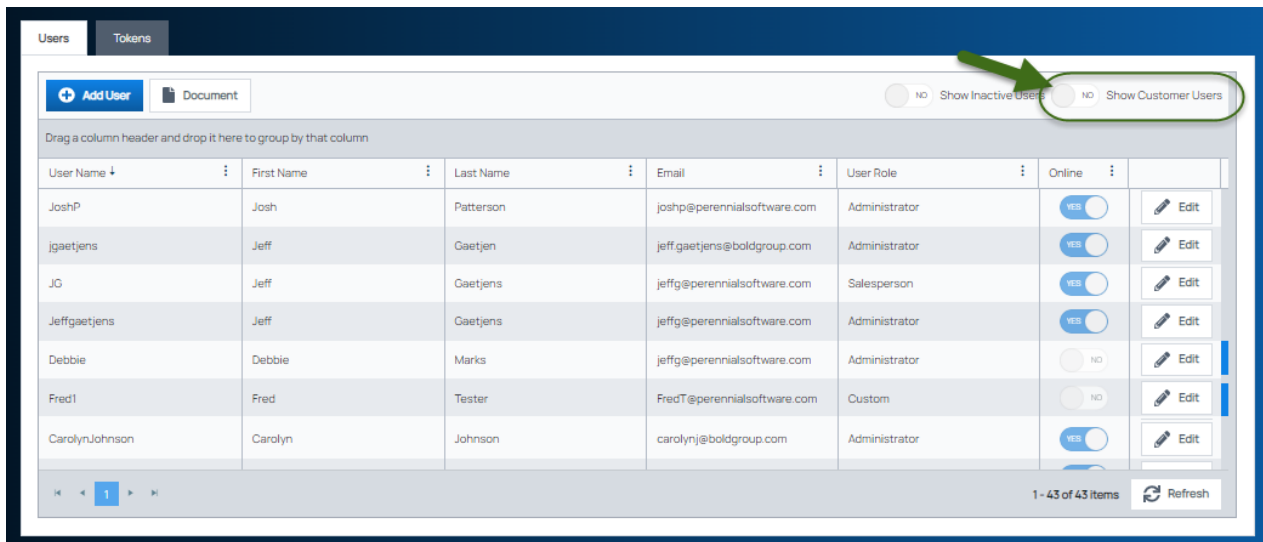 Users Tokens
Add User Document NO Show Inactive Users NO Show Customer Users
Drag a column header and drop it here to group by that column
User Name First Name Last Name Email User Role Online
JoshP Josh Patterson joshp@perennialsoftware.com Administrator YES Edit
jgaetjens Jeff Gaetjen jeff.gaetjens@boldgroup.com Administrator YES Edit
JG Jeff Gaetjens jeffg@perennialsoftware.com Salesperson YES Edit
Jeffgaetjens Jeff Gaetjens jeffg@perennialsoftware.com Administrator YES Edit
Debbie Debbie Marks jeffg@perennialsoftware.com Administrator NO Edit
Fred1 Fred Tester FredT@perennialsoftware.com Custom NO Edit
CarolynJohnson Carolyn Johnson carolynj@boldgroup.com Administrator YES Edit
1 1 - 43 of 43 items Refresh